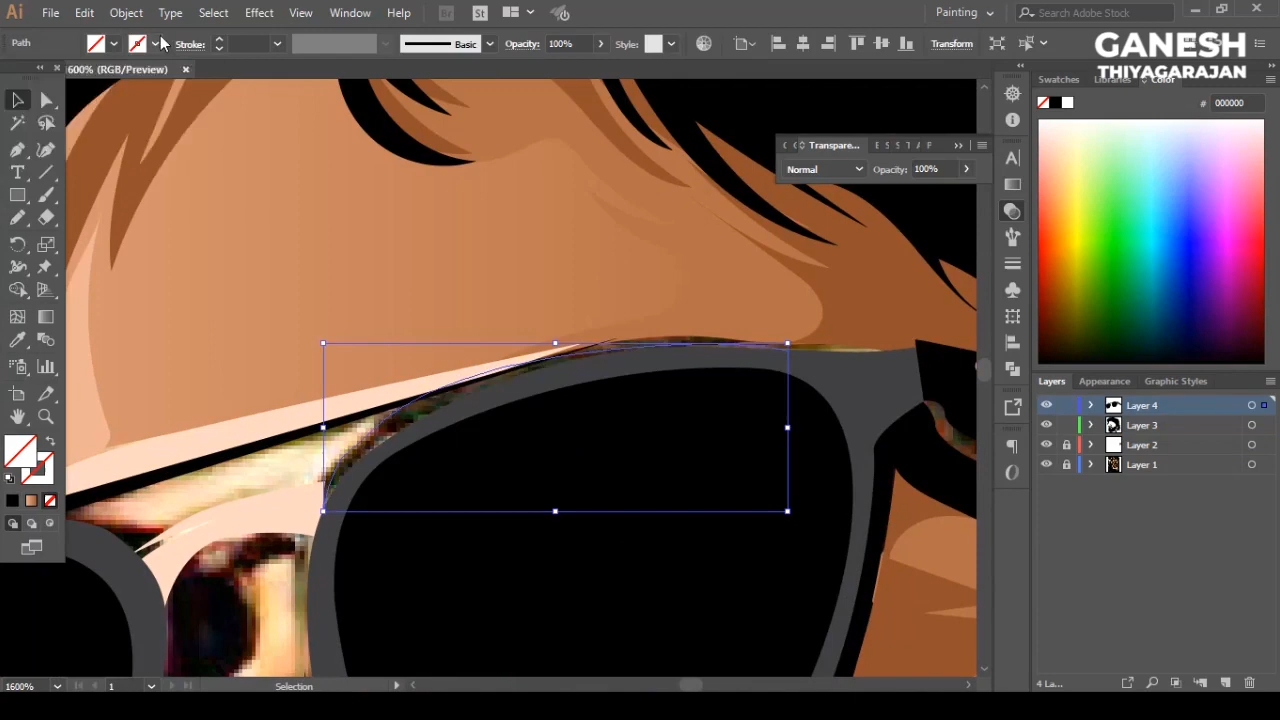 Ai File Edit Object Type Select Effect View Window Help Br St Painting Search Adobe Stock
Path Stroke: Basic Opacity: 100% Style: Transform
GANESH
THIYAGARAJAN
600% (RGB/Preview)
Swatches Libraries Color
# 000000
Transpare... E S S T A P
Normal Opacity: 100%
Layers Appearance Graphic Styles
Layer 4
Layer 3
Layer 2
Layer 1
1600% 1 Selection 4 La...